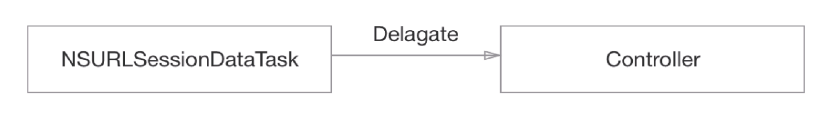 Delagate
NSURLSessionDataTask
Controller